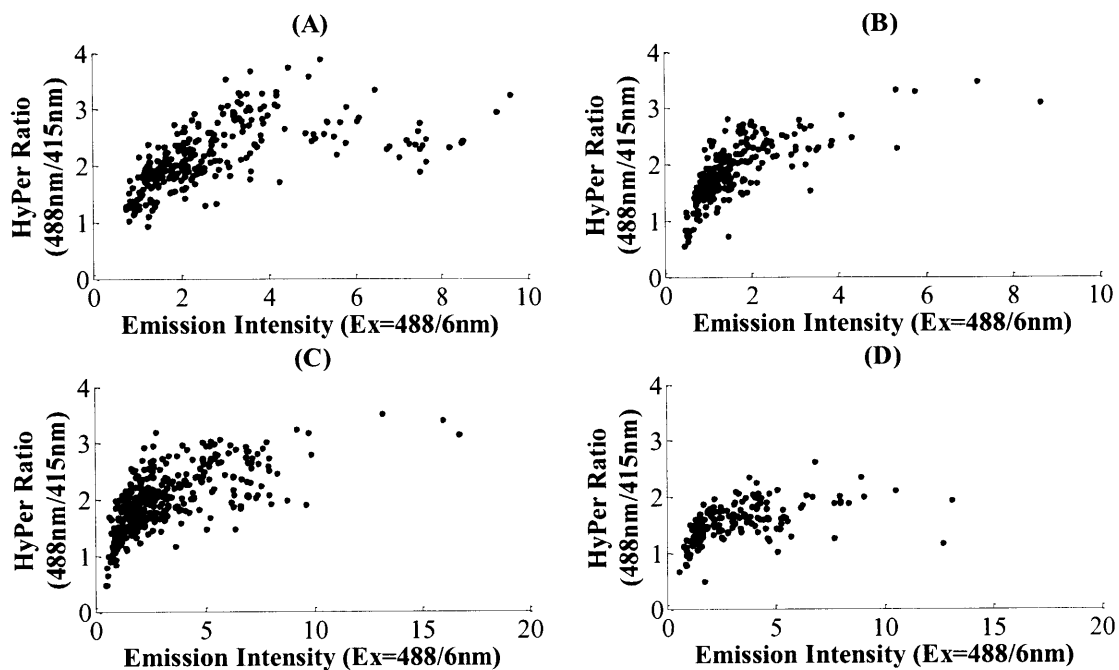 (A)
4
3
2
1
0
HyPer Ratio
(488nm/415nm)
0 2 4 6 8 10
Emission Intensity (Ex=488/6nm)
(B)
4
3
2
1
0
HyPer Ratio
(488nm/415nm)
0 2 4 6 8 10
Emission Intensity (Ex=488/6nm)
(C)
4
3
2
1
0
HyPer Ratio
(488nm/415nm)
0 5 10 15 20
Emission Intensity (Ex=488/6nm)
(D)
4
3
2
1
0
HyPer Ratio
(488nm/415nm)
0 5 10 15 20
Emission Intensity (Ex=488/6nm)